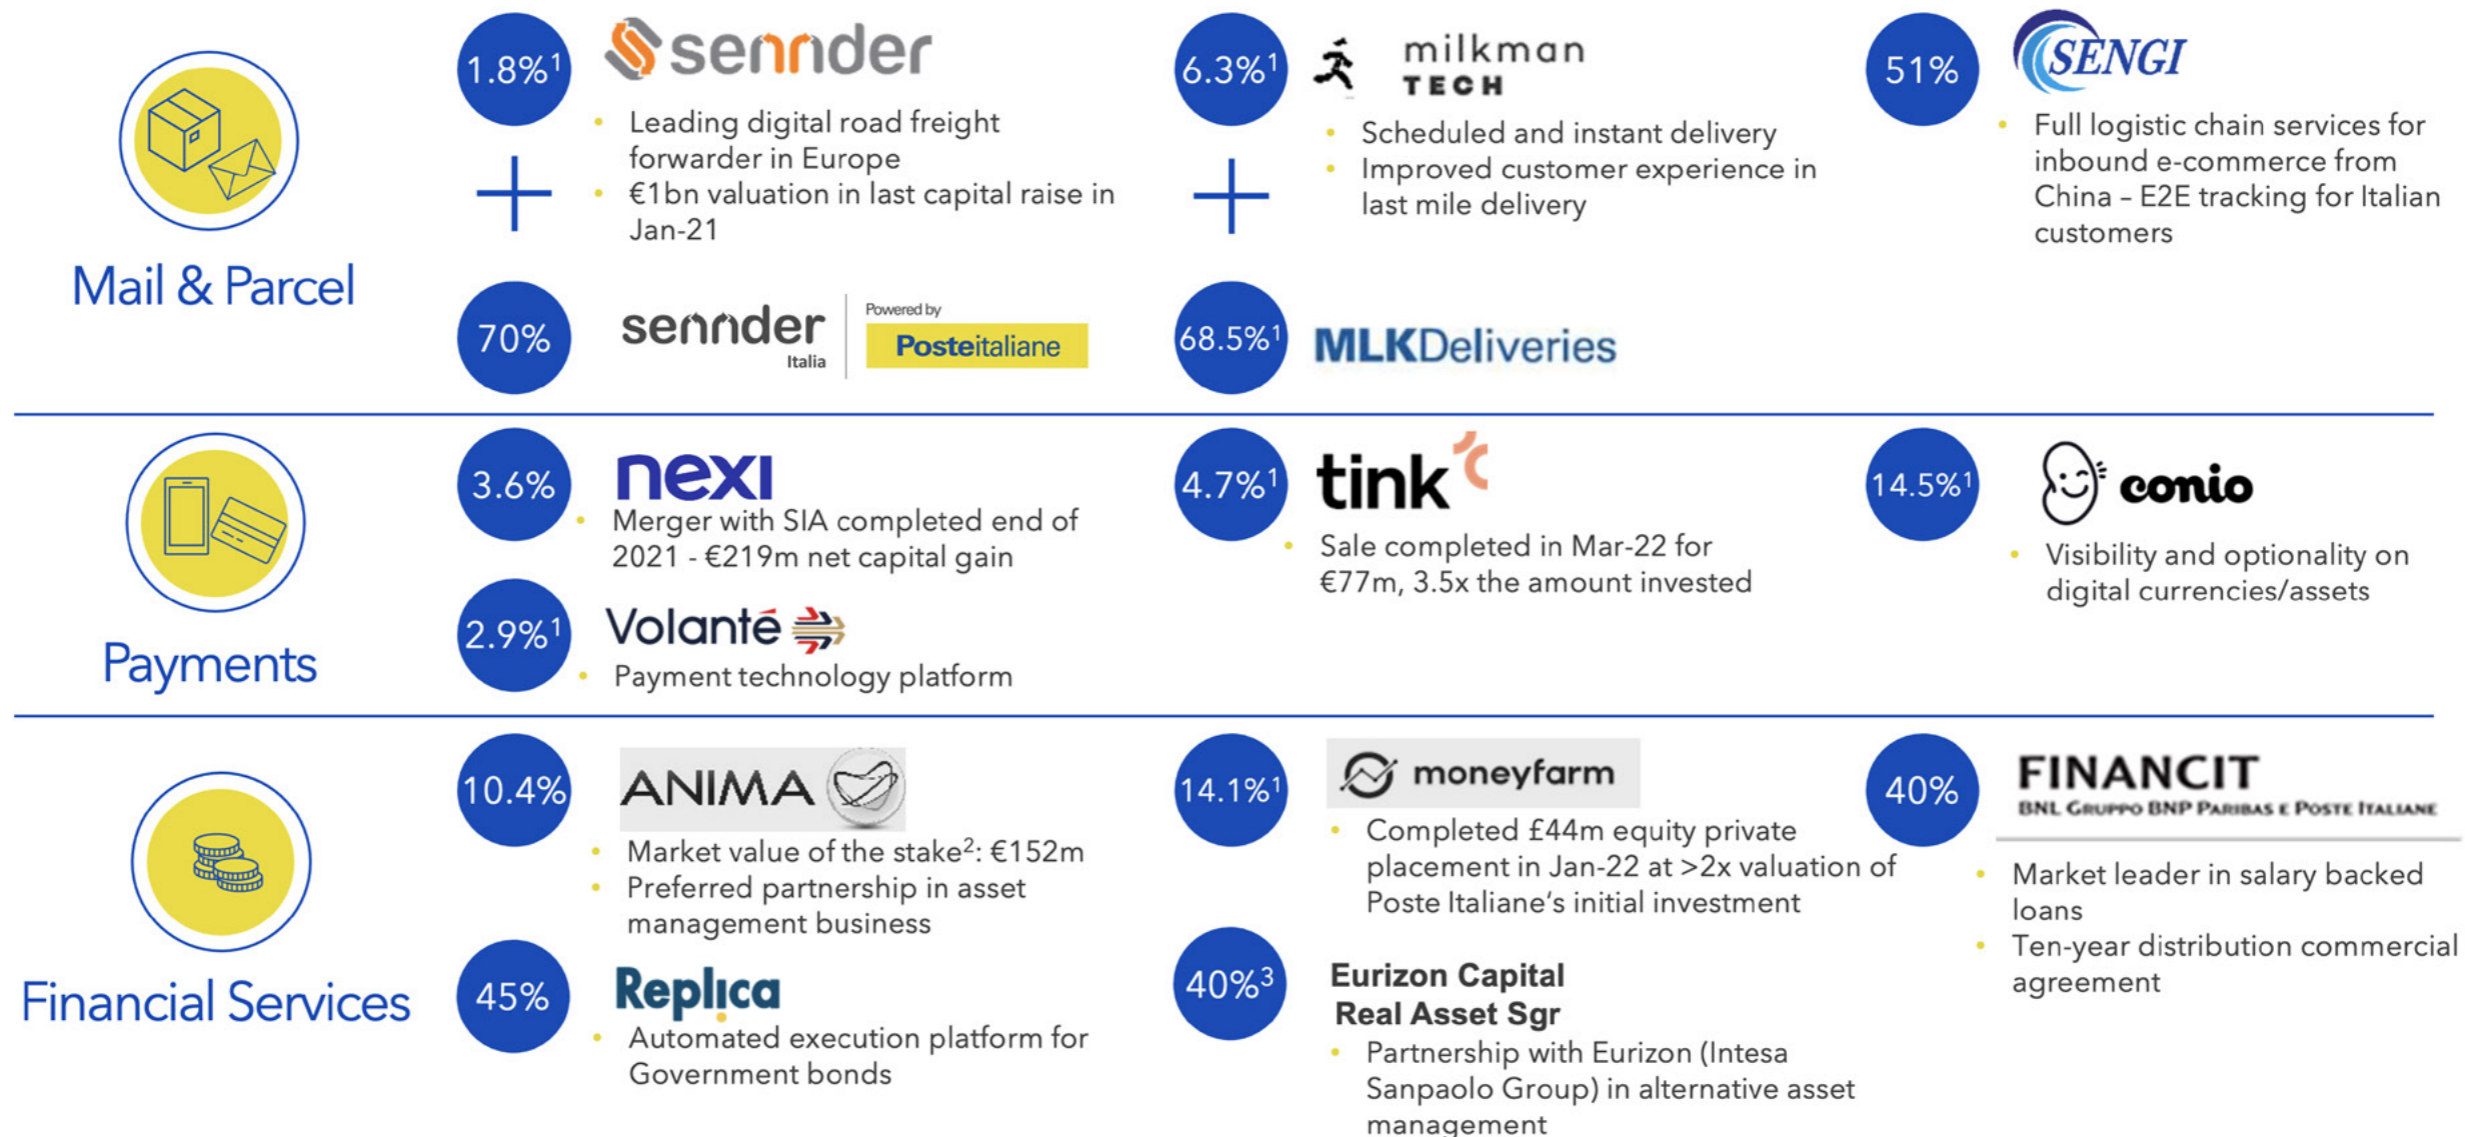 Mail & Parcel
1.8%¹
sennder
Leading digital road freight
forwarder in Europe
€1bn valuation in last capital raise in
Jan-21
70%
sennder
Italia
Powered by
Posteitaliane
6.3%¹
milkman
TECH
Scheduled and instant delivery
Improved customer experience in
last mile delivery
68.5%¹
MLKDeliveries
51%
SENGI
Full logistic chain services for
inbound e-commerce from
China – E2E tracking for Italian
customers
Payments
3.6%
nexi
Merger with SIA completed end of
2021 - €219m net capital gain
2.9%¹
Volanté
Payment technology platform
4.7%¹
tink
Sale completed in Mar-22 for
€77m, 3.5x the amount invested
14.5%¹
conio
Visibility and optionality on
digital currencies/assets
Financial Services
10.4%
ANIMA
Market value of the stake²: €152m
Preferred partnership in asset
management business
45%
Replica
Automated execution platform for
Government bonds
14.1%¹
moneyfarm
Completed £44m equity private
placement in Jan-22 at >2x valuation of
Poste Italiane's initial investment
40%³
Eurizon Capital
Real Asset Sgr
Partnership with Eurizon (Intesa
Sanpaolo Group) in alternative asset
management
40%
FINANCIT
BNL GRUPPO BNP PARIBAS E POSTE ITALIANE
Market leader in salary backed
loans
Ten-year distribution commercial
agreement